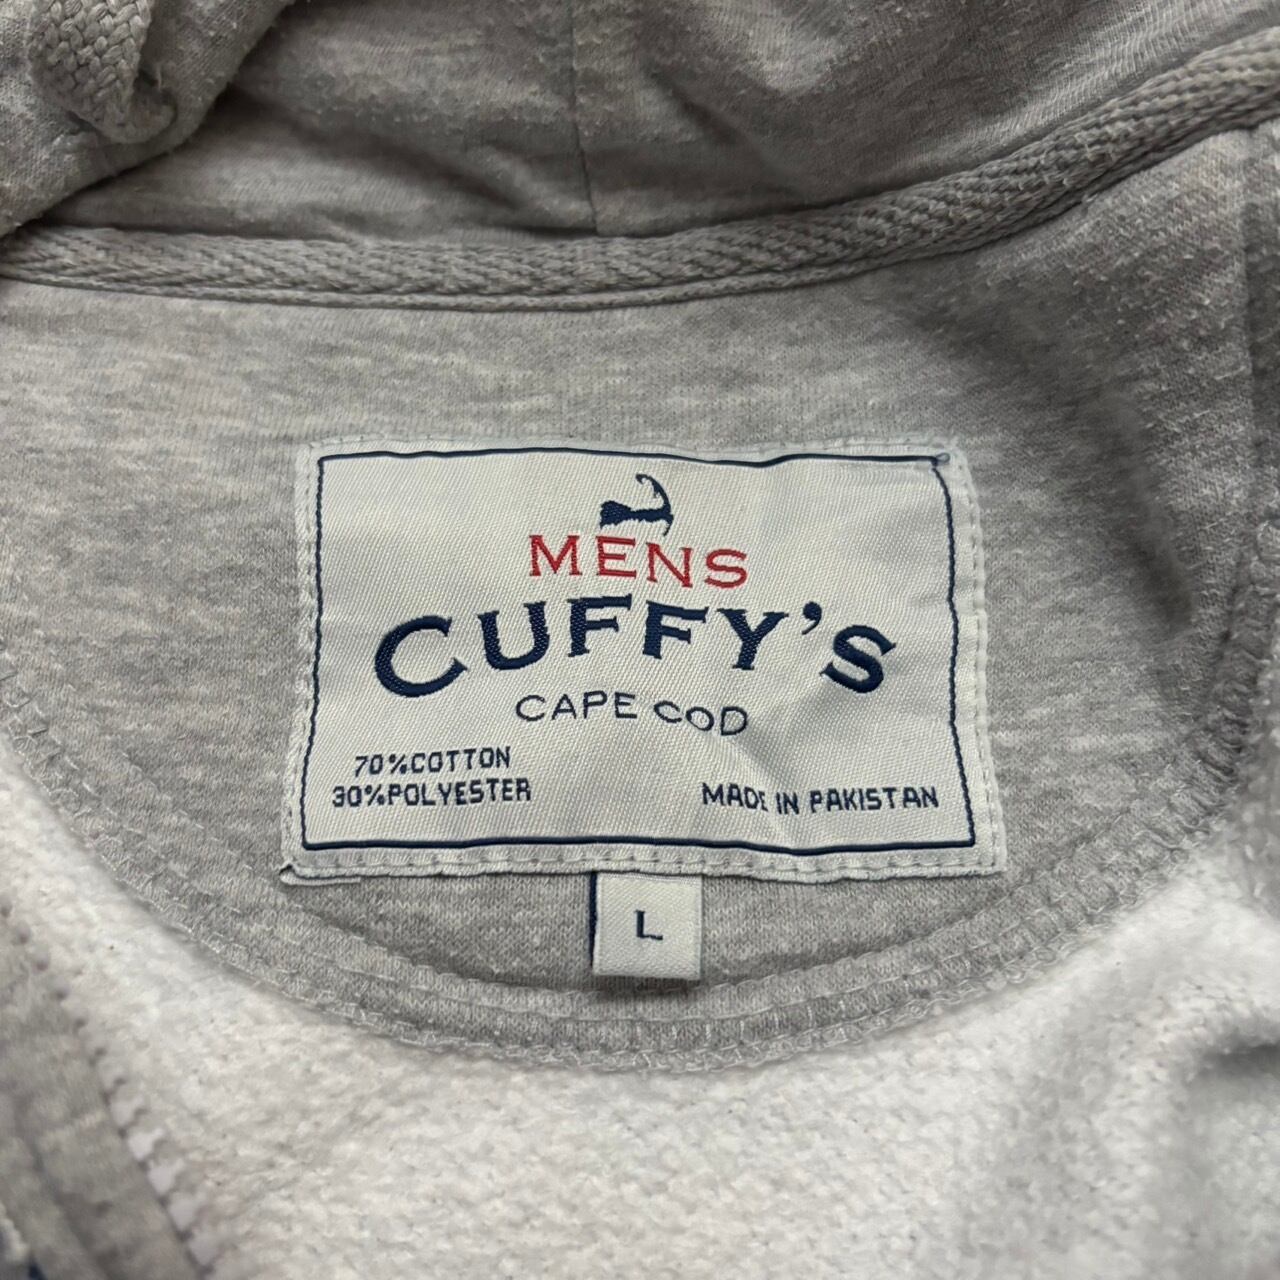 MENS
CUFFY'S
CAPE COD
70%COTTON
30%POLYESTER
MADE IN PAKISTAN
L